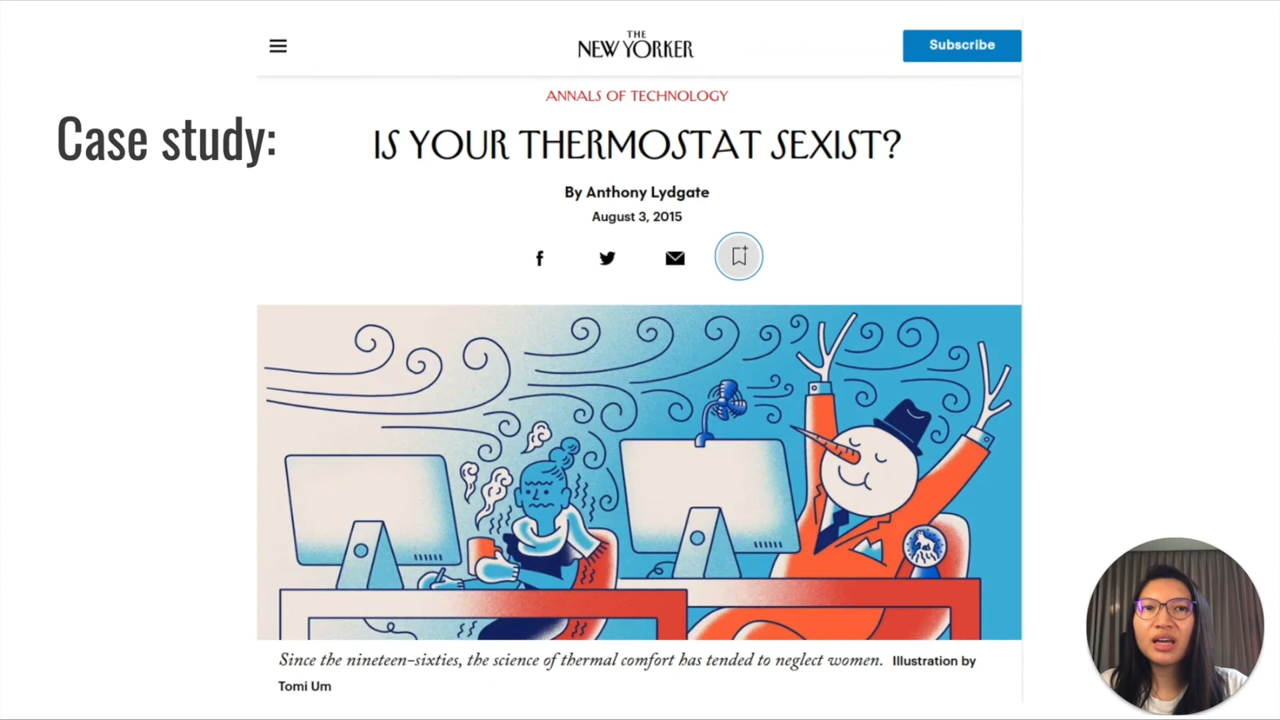 THE
NEW YORKER
Subscribe
ANNALS OF TECHNOLOGY
Case study:
IS YOUR THERMOSTAT SEXIST?
By Anthony Lydgate
August 3, 2015
Since the nineteen-sixties, the science of thermal comfort has tended to neglect women. Illustration by
Tomi Um